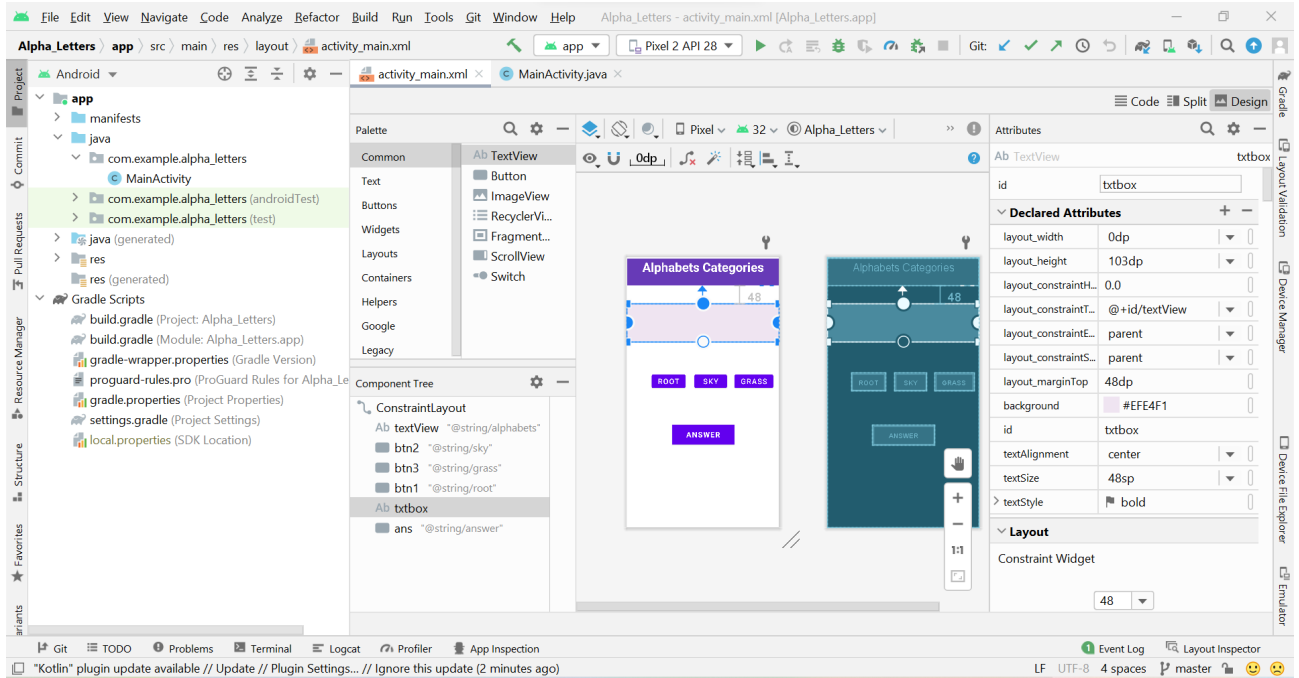 File Edit View Navigate Code Analyze Refactor Build Run Tools Git Window Help Alpha_Letters - activity_main.xml [Alpha_Letters.app]
Alpha_Letters app src main res layout activity_main.xml app Pixel 2 API 28 Git:
Project
Commit
Pull Requests
Resource Manager
Structure
Favorites
Android
app
manifests
java
com.example.alpha_letters
MainActivity
com.example.alpha_letters (androidTest)
com.example.alpha_letters (test)
java (generated)
res
res (generated)
Gradle Scripts
build.gradle (Project: Alpha_Letters)
build.gradle (Module: Alpha_Letters.app)
gradle-wrapper.properties (Gradle Version)
proguard-rules.pro (ProGuard Rules for Alpha_Le
gradle.properties (Project Properties)
settings.gradle (Project Settings)
local.properties (SDK Location)
activity_main.xml MainActivity.java
Code Split Design
Palette
Common
Text
Buttons
Widgets
Layouts
Containers
Helpers
Google
Legacy
Ab TextView
Button
ImageView
RecyclerVi...
Fragment...
ScrollView
Switch
Component Tree
ConstraintLayout
Ab textView "@string/alphabets"
btn2 "@string/sky"
btn3 "@string/grass"
btn1 "@string/root"
Ab txtbox
ans "@string/answer"
Pixel 32 Alpha_Letters
0dp
Alphabets Categories
48
ROOT SKY GRASS
ANSWER
Alphabets Categories
48
ROOT SKY GRASS
ANSWER
1:1
Attributes
Ab TextView txtbox
id txtbox
Declared Attributes
layout_width 0dp
layout_height 103dp
layout_constraintH... 0.0
layout_constraintT... @+id/textView
layout_constraintE... parent
layout_constraintS... parent
layout_marginTop 48dp
background #EFE4F1
id txtbox
textAlignment center
textSize 48sp
textStyle bold
Layout
Constraint Widget
48
Gradle
Layout Validation
Device Manager
Device File Explorer
Emulator
Git TODO Problems Terminal Logcat Profiler App Inspection 1 Event Log Layout Inspector
"Kotlin" plugin update available // Update // Plugin Settings... // Ignore this update (2 minutes ago) LF UTF-8 4 spaces master